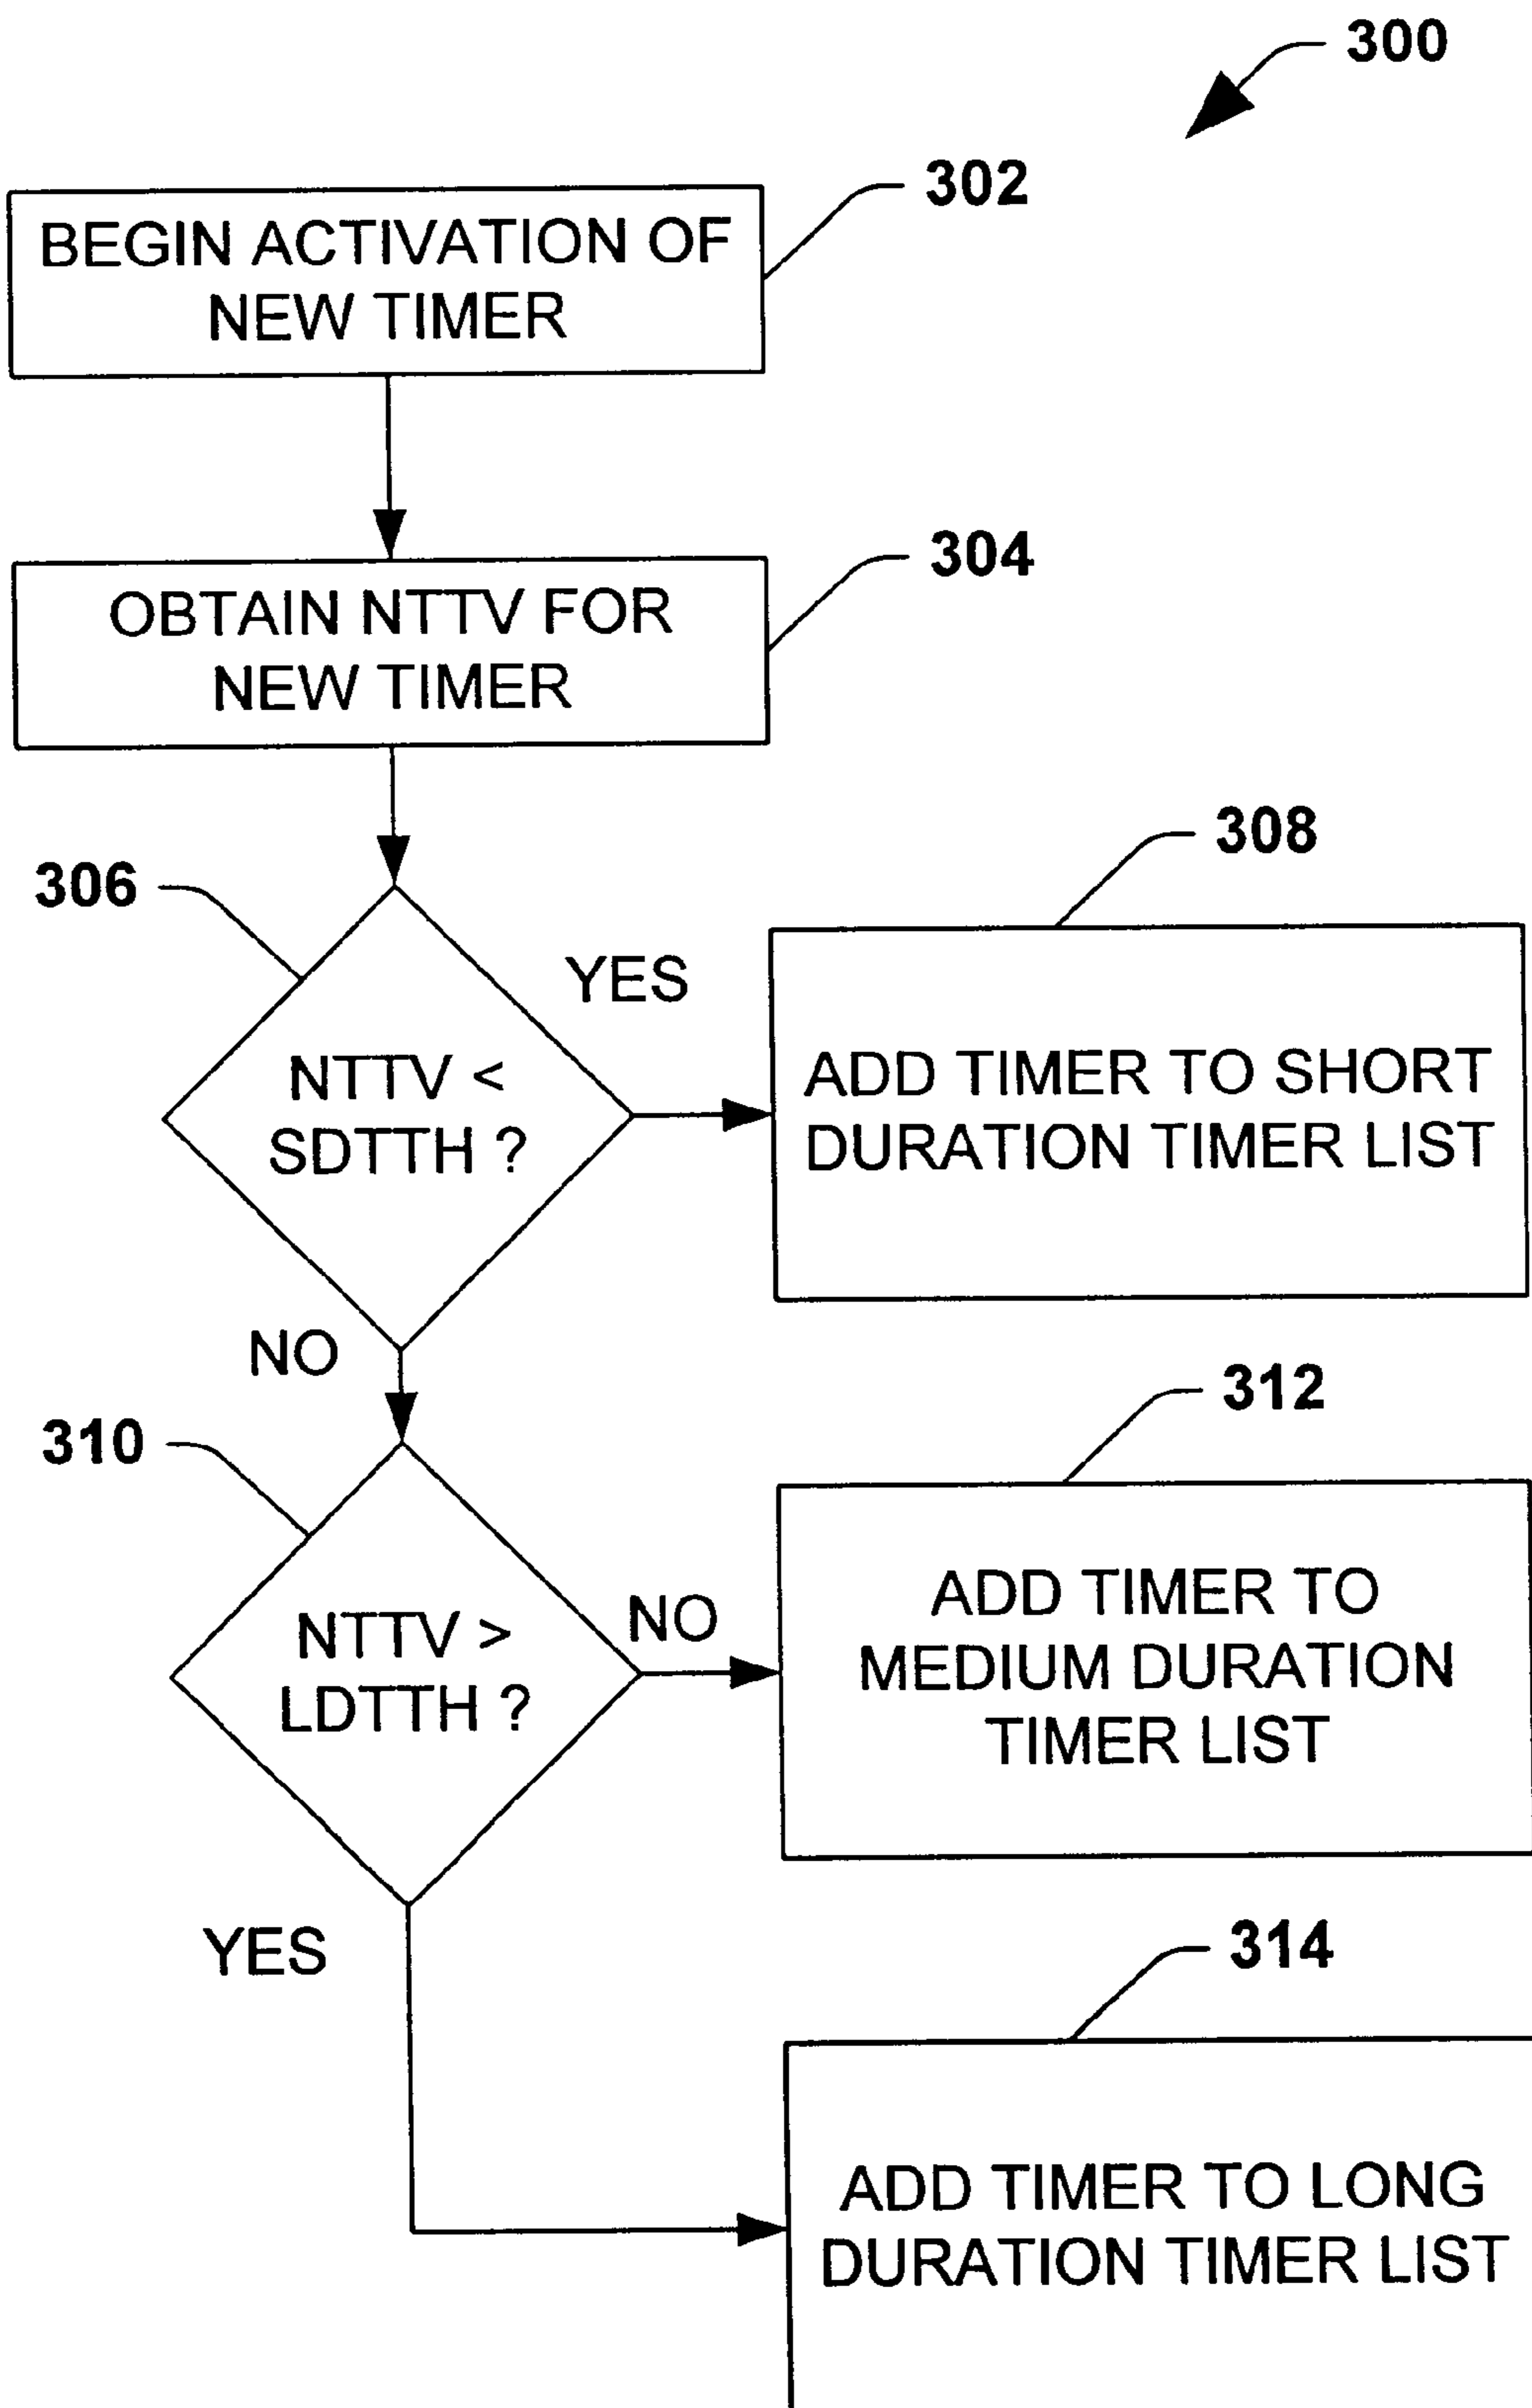 300
302
BEGIN ACTIVATION OF
NEW TIMER
304
OBTAIN NTTV FOR
NEW TIMER
306
308
YES
NTTV <
SDTTH ?
ADD TIMER TO SHORT
DURATION TIMER LIST
NO
310
312
NTTV >
LDTTH ?
NO
ADD TIMER TO
MEDIUM DURATION
TIMER LIST
YES
314
ADD TIMER TO LONG
DURATION TIMER LIST